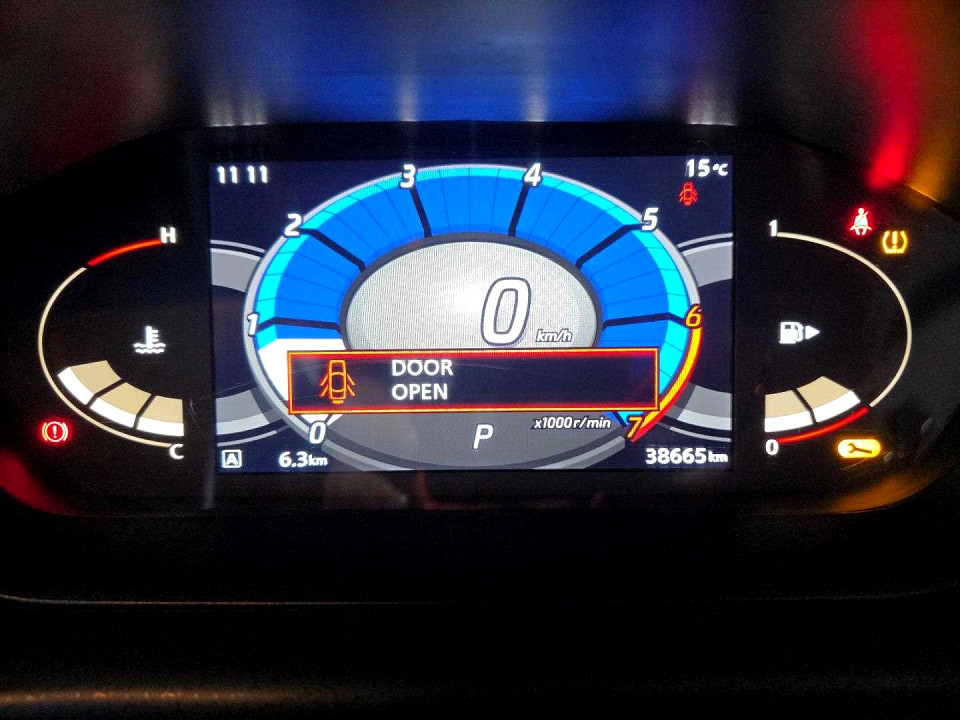 11 11
15°C
3 4
2 5
H
1
1 6
0 km/h
DOOR
OPEN
0
x1000r/min 7
P
C
0
A 6.3km
38665km